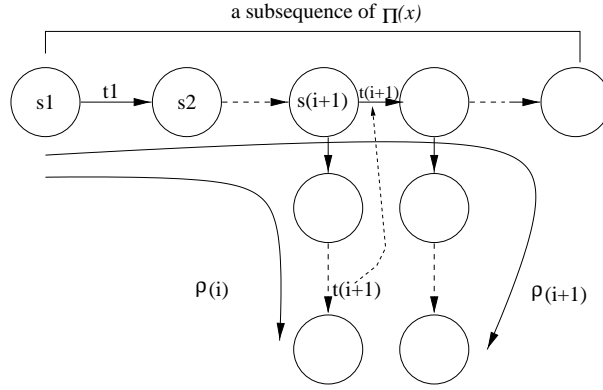 a subsequence of Π(x)
s1 t1 s2 s(i+1) t(i+1)
ρ(i) t(i+1) ρ(i+1)